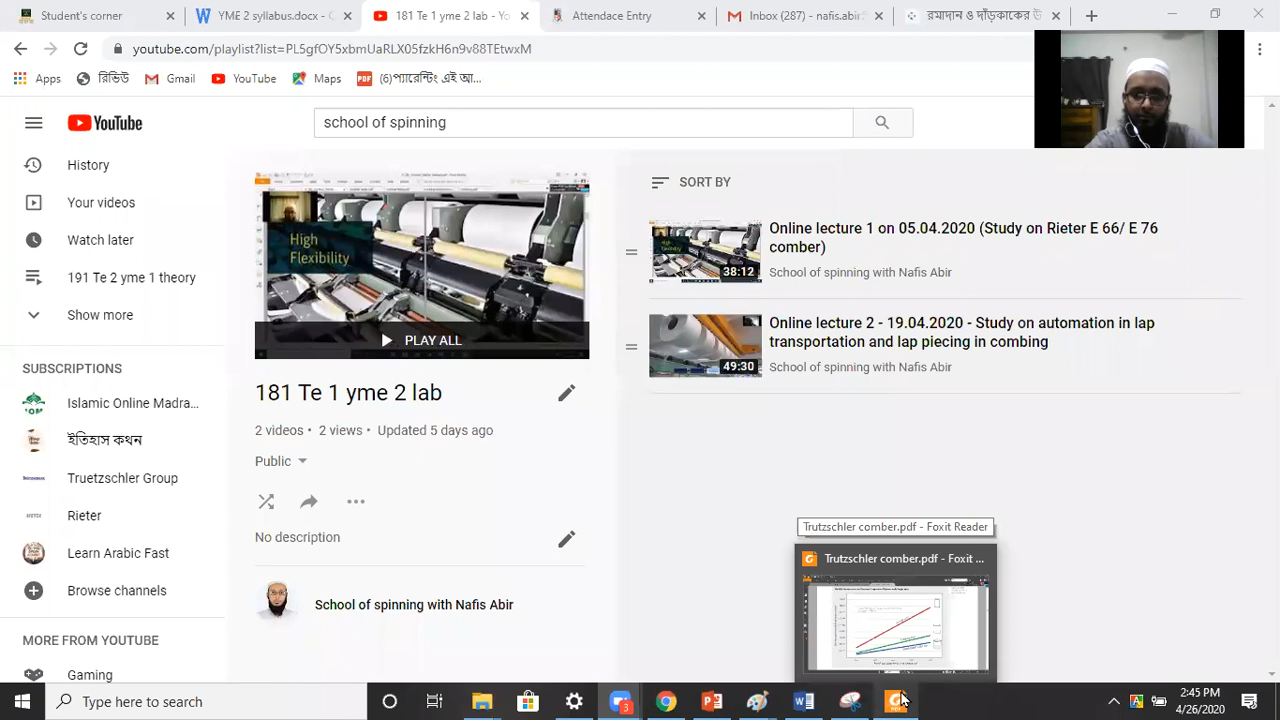 Student's corner
YME 2 syllabus.docx - G
181 Te 1 yme 2 lab - Yo
Attendace Entry
Inbox (287) - nafis.abir
রমাদান ও দাঁড়কাকের উ
youtube.com/playlist?list=PL5gfOY5xbmUaRLX05fzkH6n9v88TEtwxM
Apps
রিভিউ
Gmail
YouTube
Maps
(6)প্যারেন্টিং এই আ...
YouTube
school of spinning
History
Your videos
Watch later
191 Te 2 yme 1 theory
Show more
SUBSCRIPTIONS
Islamic Online Madra...
ইতিহাস কথন
Truetzschler Group
Rieter
Learn Arabic Fast
Browse channels
MORE FROM YOUTUBE
Gaming
High
Flexibility
PLAY ALL
181 Te 1 yme 2 lab
2 videos • 2 views • Updated 5 days ago
Public
No description
School of spinning with Nafis Abir
SORT BY
Online lecture 1 on 05.04.2020 (Study on Rieter E 66/ E 76
comber)
School of spinning with Nafis Abir
High
Flexibility
38:12
Online lecture 2 - 19.04.2020 - Study on automation in lap
transportation and lap piecing in combing
School of spinning with Nafis Abir
49:30
Trutzschler comber.pdf - Foxit Reader
Trutzschler comber.pdf - Foxit ...
Type here to search
3
2:45 PM
4/26/2020